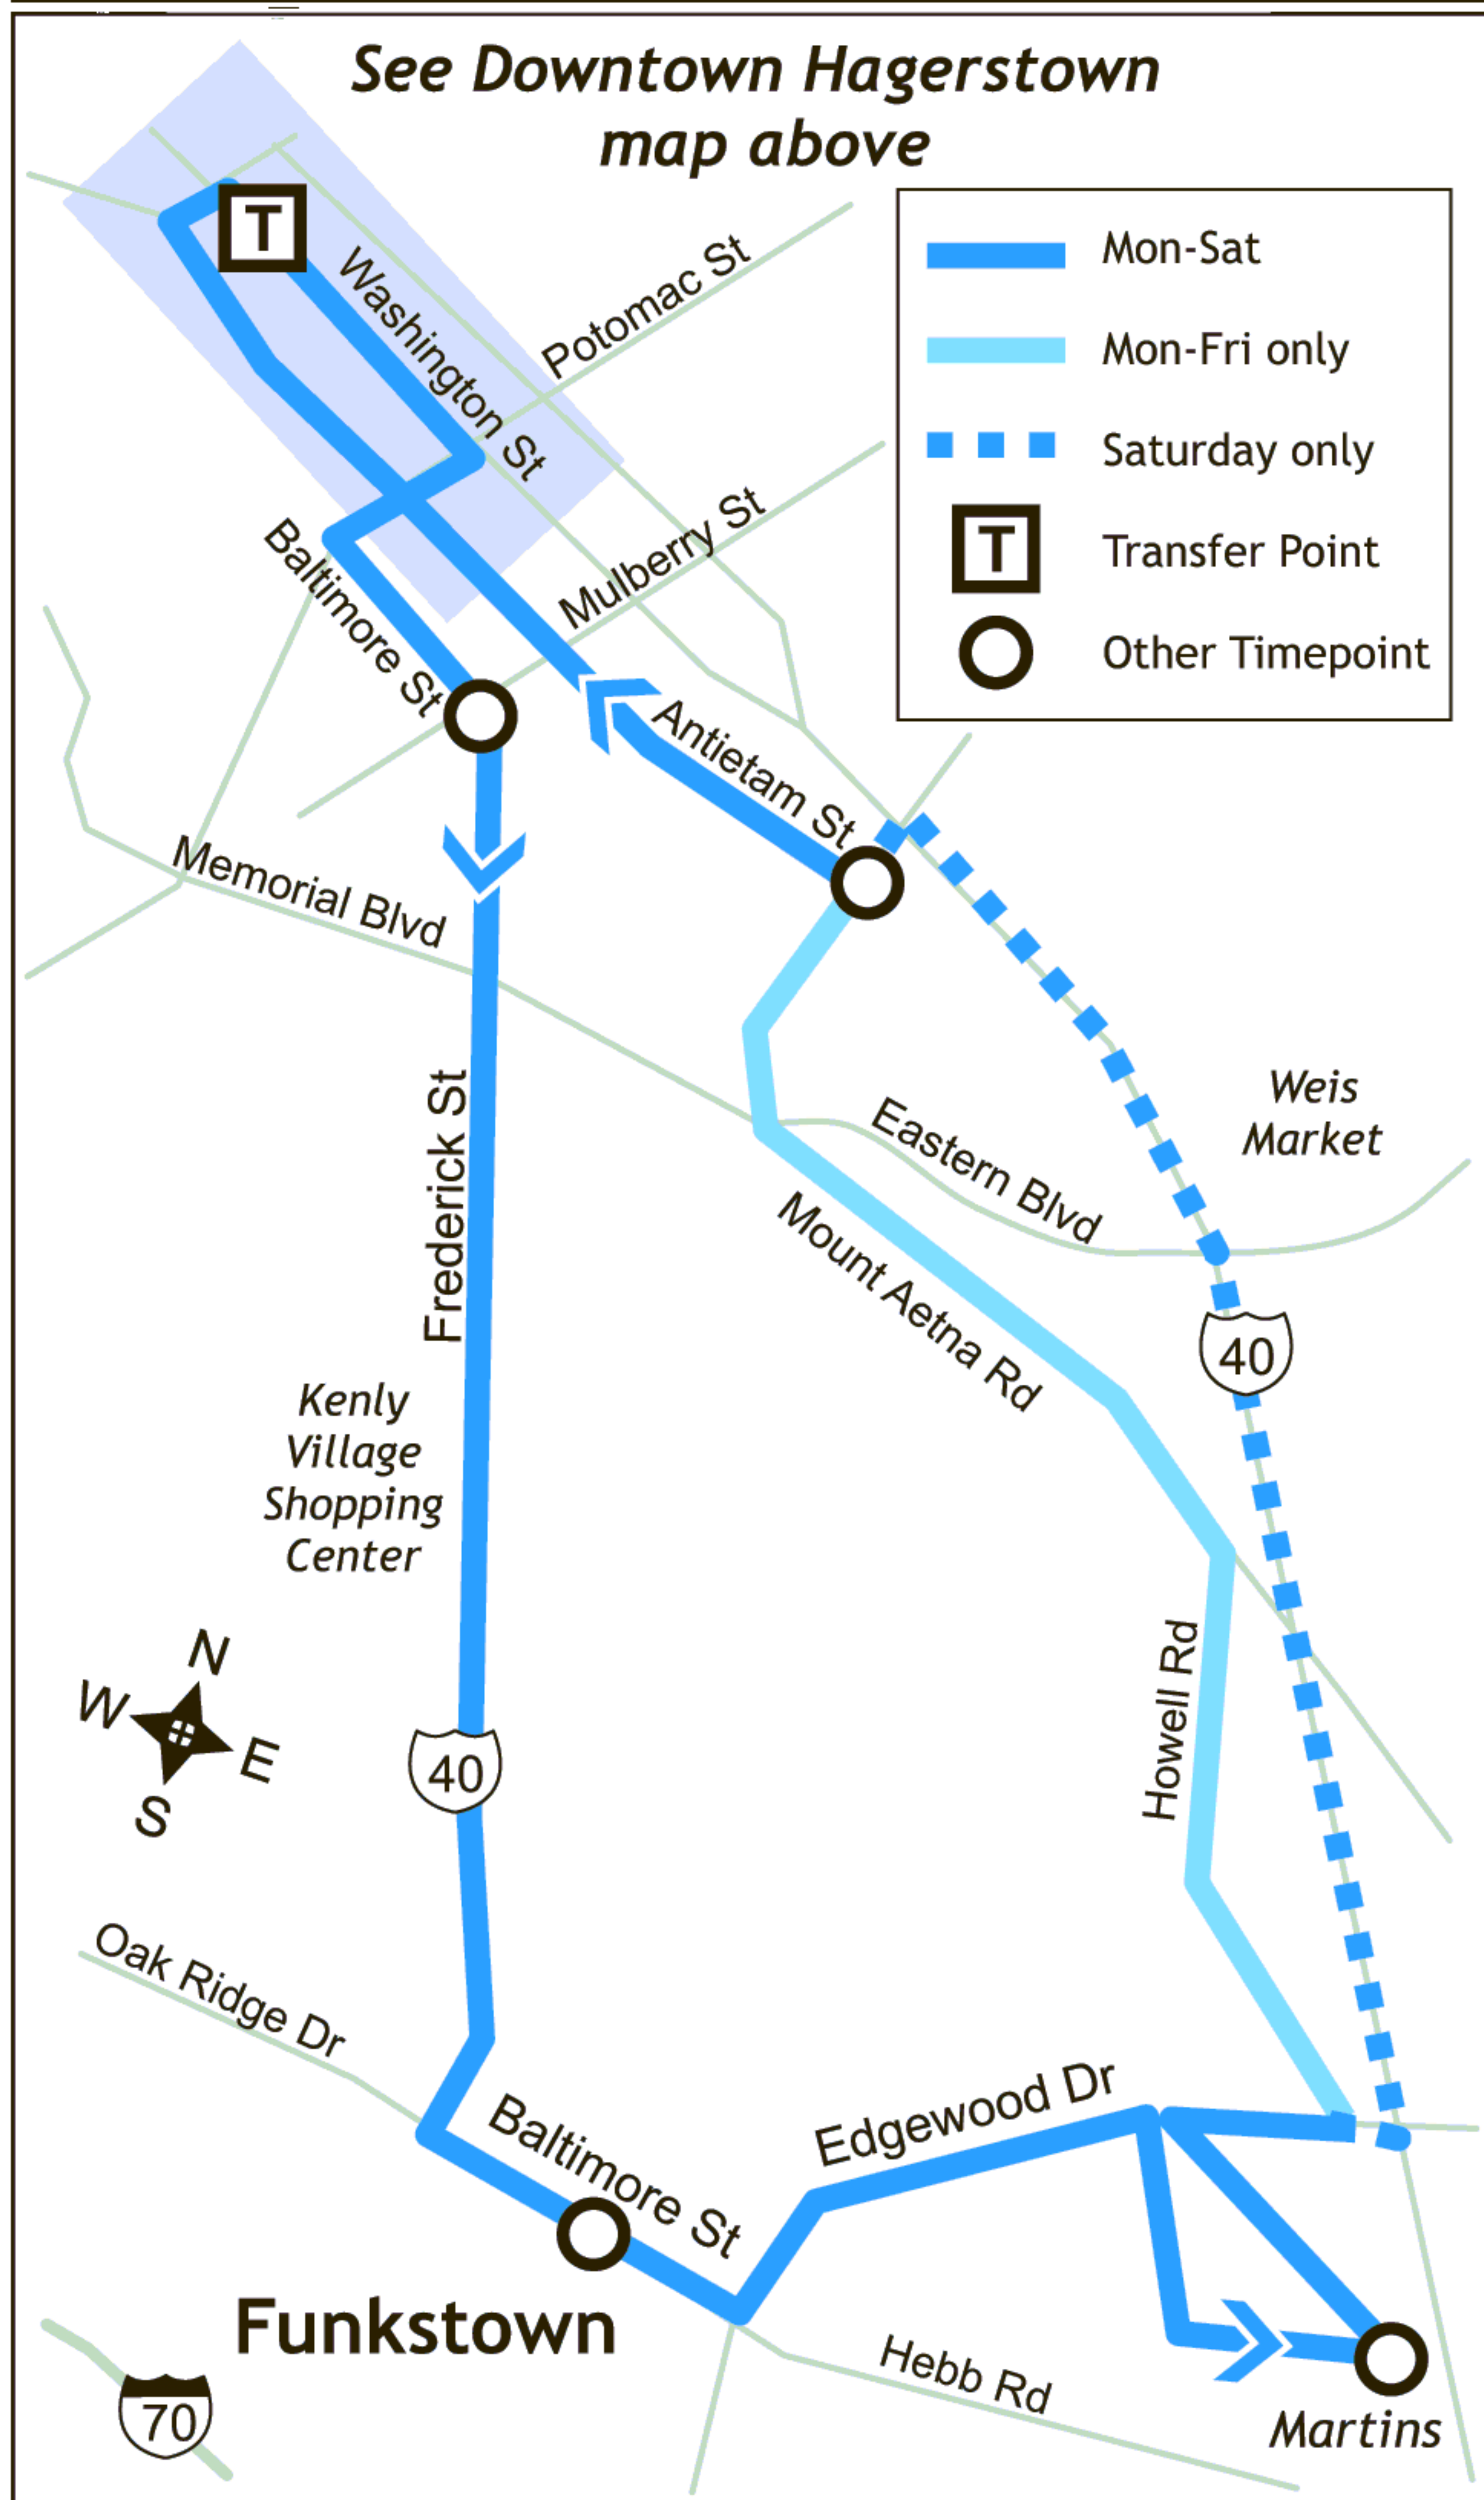 See Downtown Hagerstown
map above
T
Washington St
Potomac St
Mon-Sat
Mon-Fri only
Saturday only
T
Transfer Point
Other Timepoint
Baltimore St
Mulberry St
Antietam St
Memorial Blvd
Frederick St
Eastern Blvd
Weis
Market
Mount Aetna Rd
40
Kenly
Village
Shopping
Center
N
W
E
S
Howell Rd
40
Oak Ridge Dr
Baltimore St
Edgewood Dr
Funkstown
Hebb Rd
70
Martins